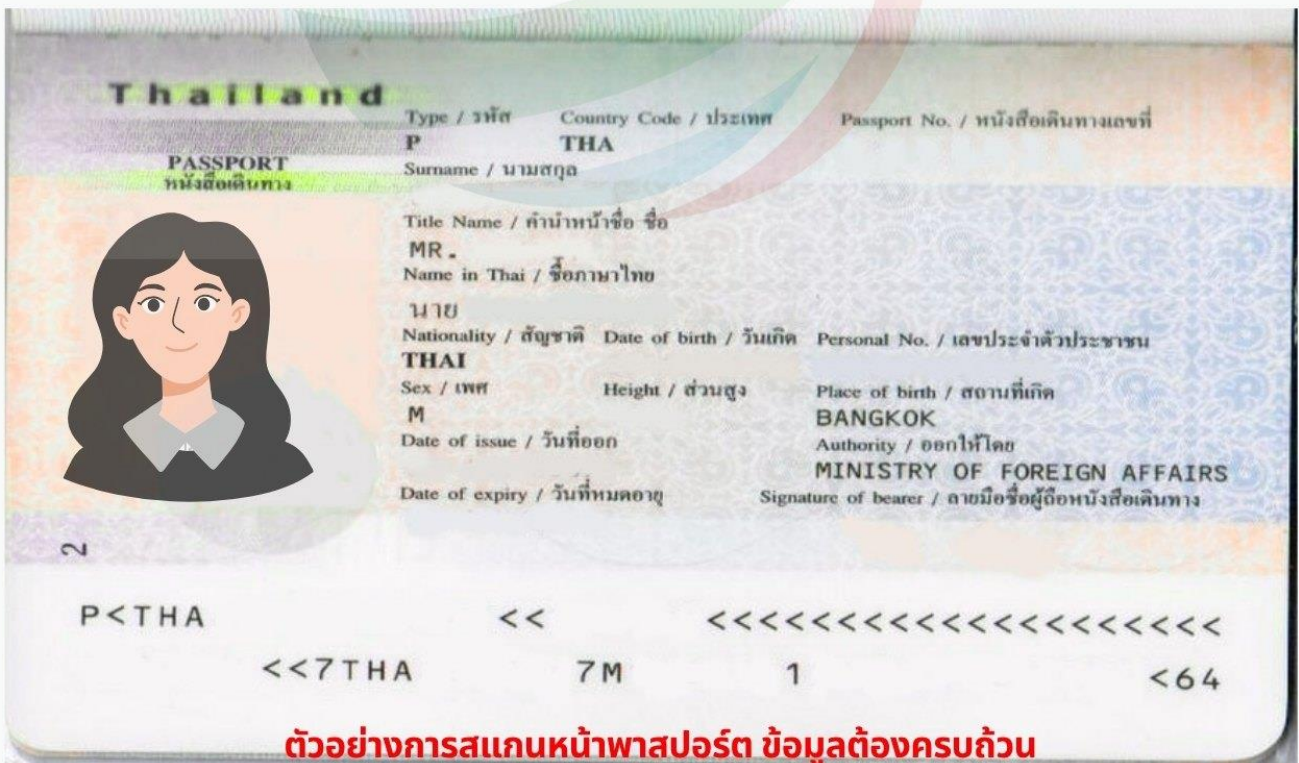 Thailand
Type / รหัส Country Code / ประเทศ Passport No. / หนังสือเดินทางเลขที่
P THA
PASSPORT
หนังสือเดินทาง
Surname / นามสกุล
Title Name / คำนำหน้าชื่อ ชื่อ
MR.
Name in Thai / ชื่อภาษาไทย
นาย
Nationality / สัญชาติ Date of birth / วันเกิด Personal No. / เลขประจำตัวประชาชน
THAI
Sex / เพศ Height / ส่วนสูง Place of birth / สถานที่เกิด
M BANGKOK
Date of issue / วันที่ออก Authority / ออกให้โดย
MINISTRY OF FOREIGN AFFAIRS
Date of expiry / วันที่หมดอายุ Signature of bearer / ลายมือชื่อผู้ถือหนังสือเดินทาง
2
P<THA << <<<<<<<<<<<<<<<<<<<<
<<7THA 7M 1 <64
ตัวอย่างการสแกนหน้าพาสปอร์ต ข้อมูลต้องครบถ้วน